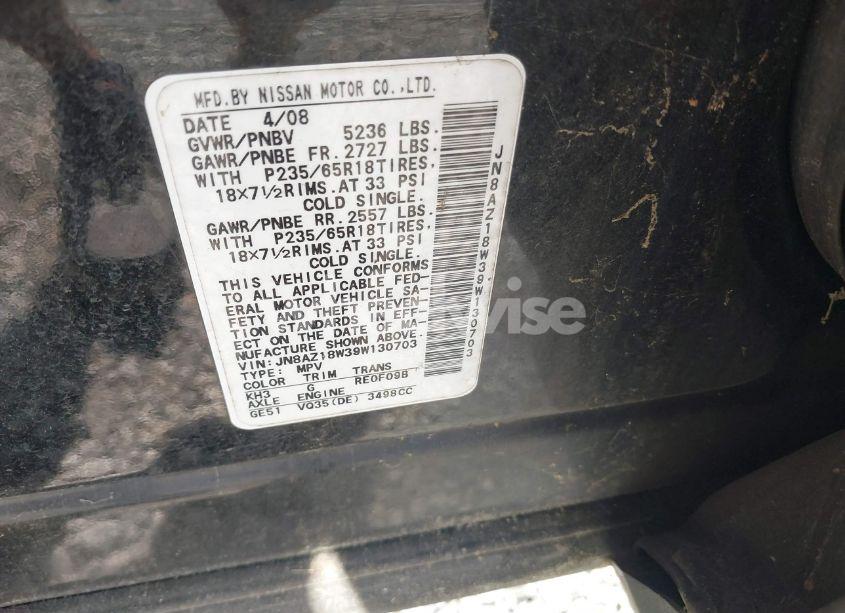 MFD.BY NISSAN MOTOR CO.,LTD.
DATE 4/08
GVWR/PNBV 5236 LBS.
GAWR/PNBE FR. 2727 LBS.
WITH P235/65R18TIRES,
18×7½RIMS.AT 33 PSI
COLD SINGLE.
GAWR/PNBE RR. 2557 LBS.
WITH P235/65R18TIRES,
18×7½RIMS.AT 33 PSI
COLD SINGLE.
THIS VEHICLE CONFORMS
TO ALL APPLICABLE FED-
ERAL MOTOR VEHICLE SA-
FETY AND THEFT PREVEN-
TION STANDARDS IN EFF-
ECT ON THE DATE OF MA-
NUFACTURE SHOWN ABOVE.
VIN:JN8AZ18W39W130703
TYPE: MPV
COLOR TRIM TRANS
KH3 G RE0F09B
AXLE ENGINE
GE51 VQ35(DE) 3498CC
JN8AZ18W39W130703